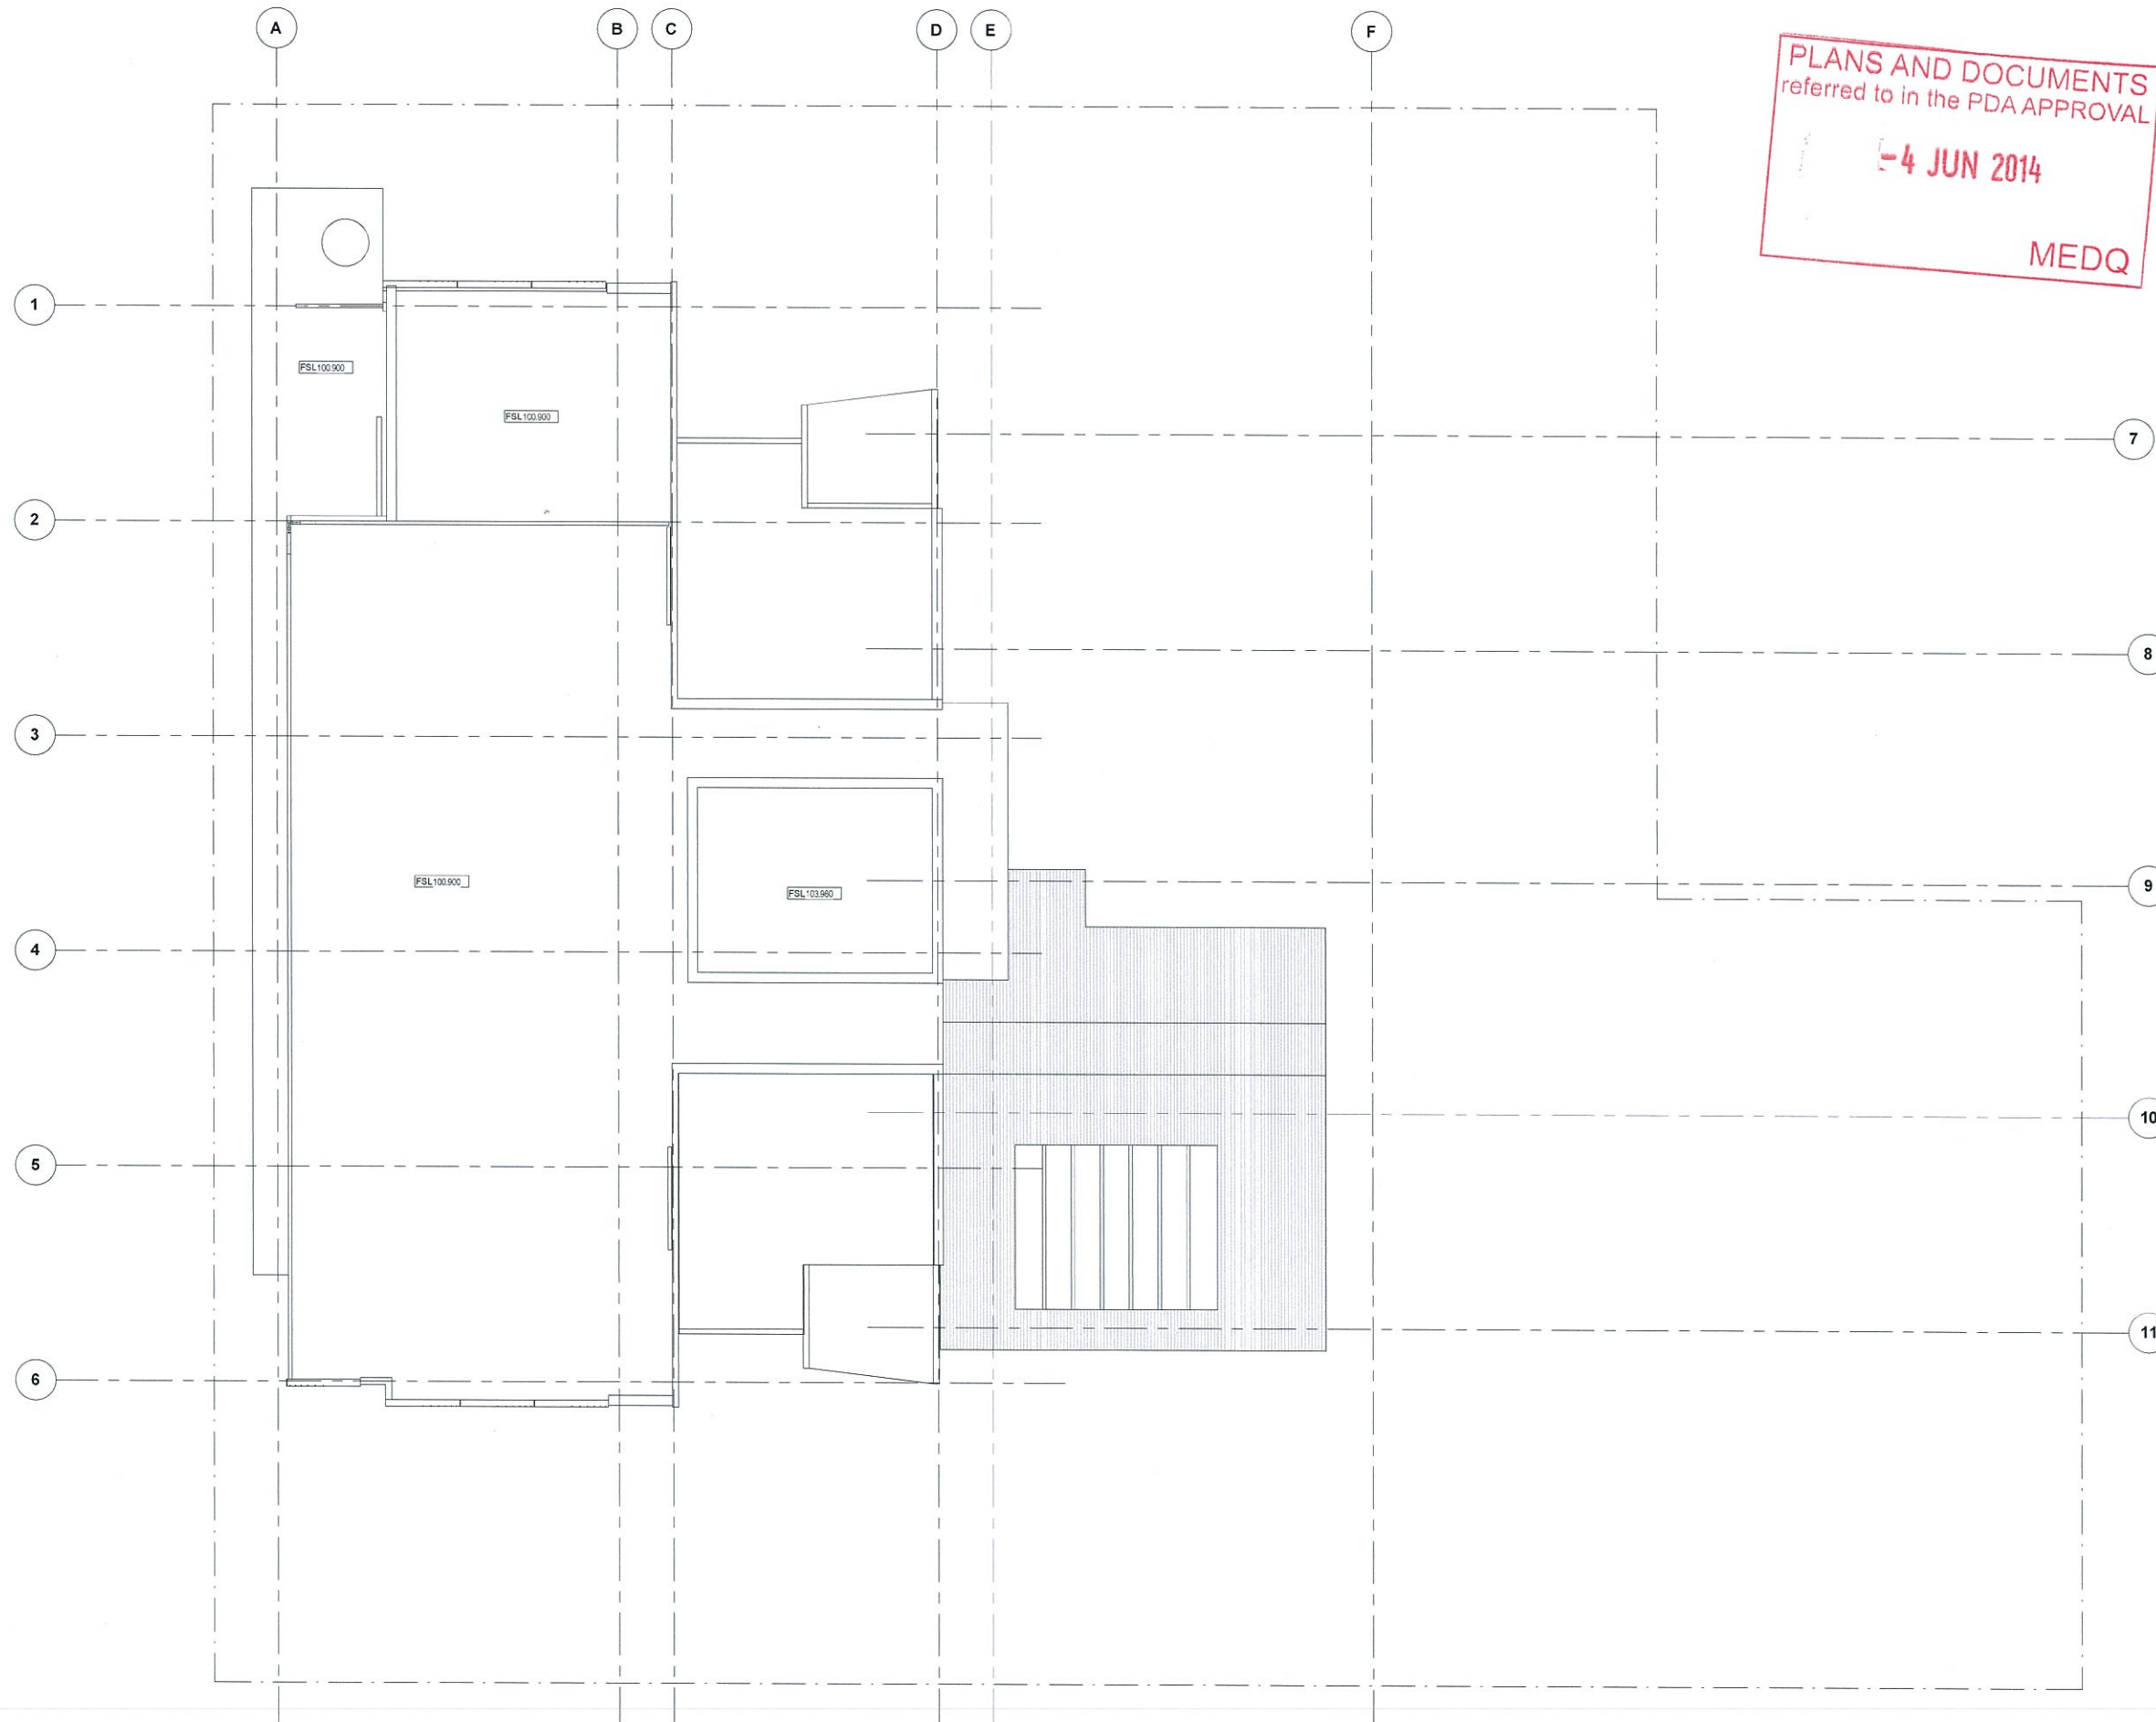 A
B
C
D
E
F
PLANS AND DOCUMENTS
referred to in the PDA APPROVAL
-4 JUN 2014
MEDQ
1
FSL100.900
FSL100.900
7
2
8
3
FSL100.900
FSL103.960
9
4
10
5
11
6